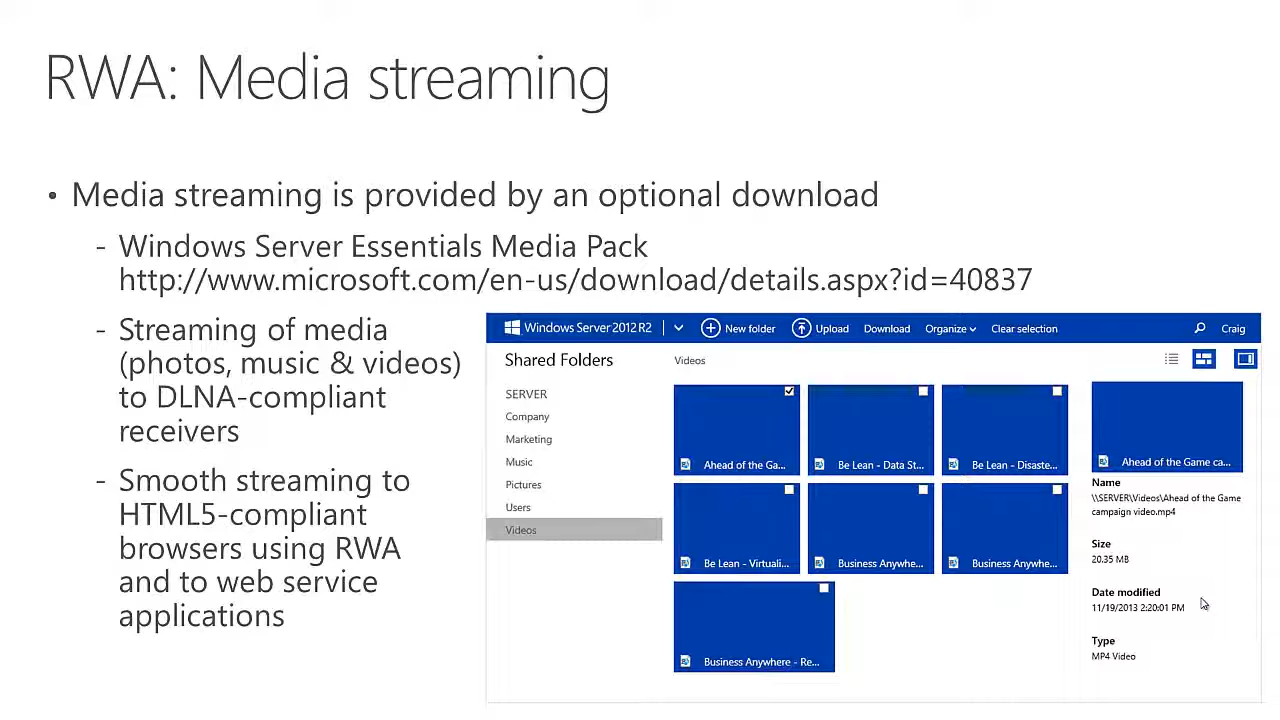 RWA: Media streaming
• Media streaming is provided by an optional download
- Windows Server Essentials Media Pack
http://www.microsoft.com/en-us/download/details.aspx?id=40837
- Streaming of media
(photos, music & videos)
to DLNA-compliant
receivers
- Smooth streaming to
HTML5-compliant
browsers using RWA
and to web service
applications
Windows Server 2012 R2 | New folder Upload Download Organize Clear selection Craig
Shared Folders
SERVER
Company
Marketing
Music
Pictures
Users
Videos
Videos
Ahead of the Ga... Be Lean - Data St... Be Lean - Disaste...
Be Lean - Virtuali... Business Anywhe... Business Anywhe...
Business Anywhere - Re...
Ahead of the Game ca...
Name
\\SERVER\Videos\Ahead of the Game
campaign video.mp4
Size
20.35 MB
Date modified
11/19/2013 2:20:01 PM
Type
MP4 Video